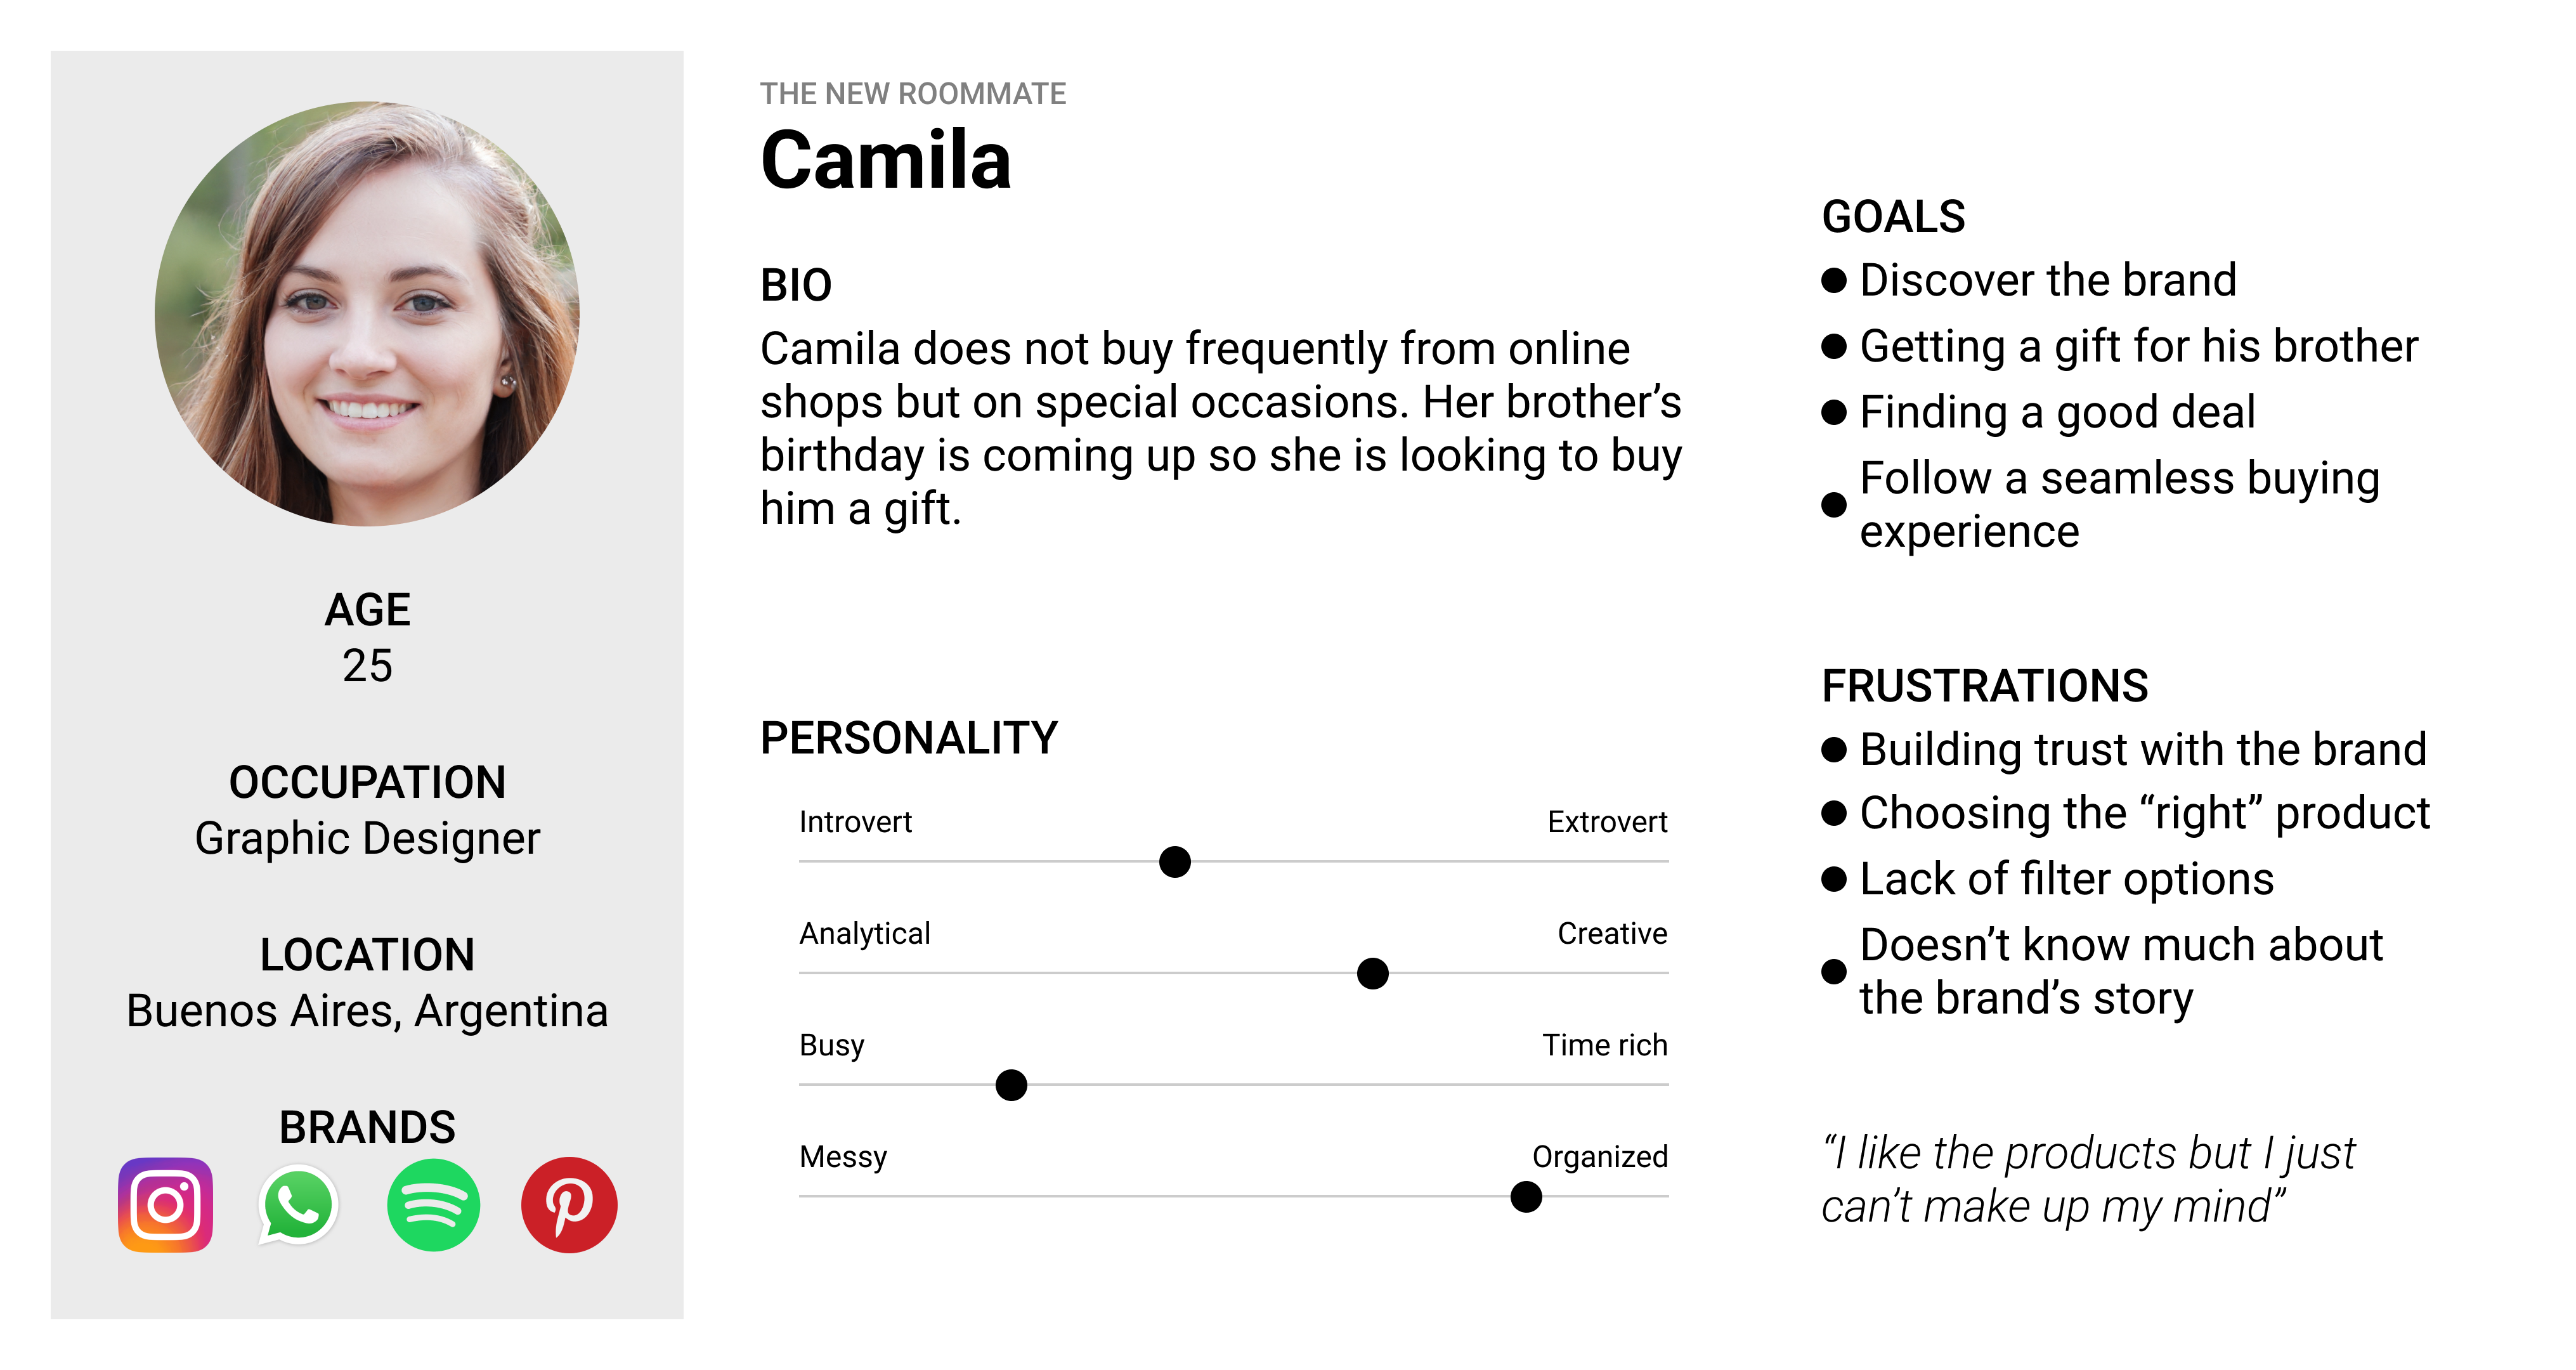 THE NEW ROOMMATE
Camila
BIO
Camila does not buy frequently from online
shops but on special occasions. Her brother’s
birthday is coming up so she is looking to buy
him a gift.
PERSONALITY
Introvert Extrovert
Analytical Creative
Busy Time rich
Messy Organized
AGE
25
OCCUPATION
Graphic Designer
LOCATION
Buenos Aires, Argentina
BRANDS
GOALS
Discover the brand
Getting a gift for his brother
Finding a good deal
Follow a seamless buying
experience
FRUSTRATIONS
Building trust with the brand
Choosing the “right” product
Lack of filter options
Doesn’t know much about
the brand’s story
“I like the products but I just
can’t make up my mind”